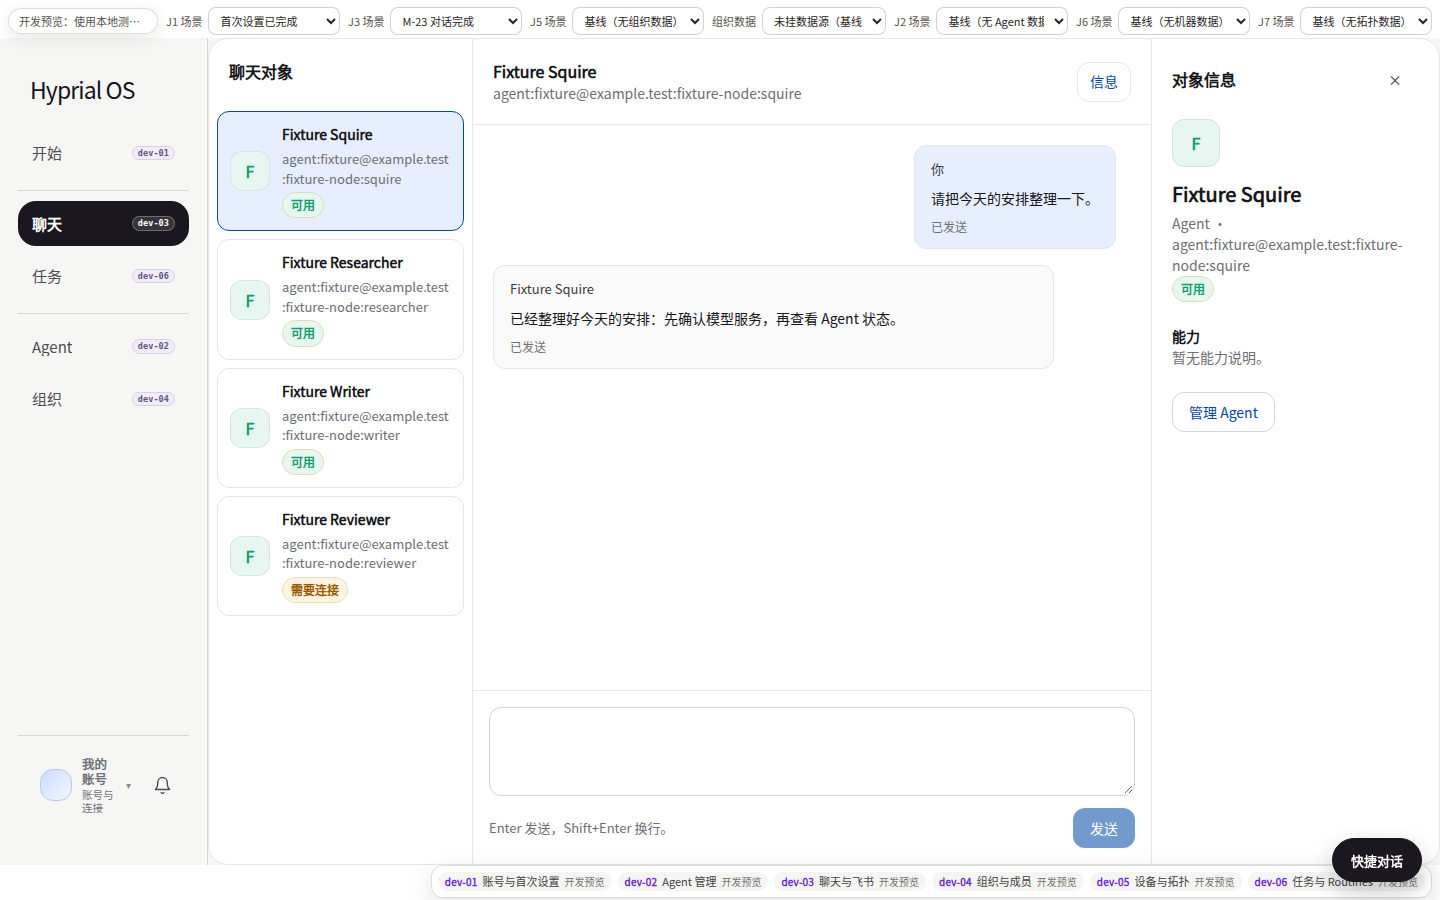 开发预览：使用本地测… J1 场景 首次设置已完成 J3 场景 M-23 对话完成 J5 场景 基线（无组织数据） 组织数据 未挂数据源（基线 J2 场景 基线（无 Agent 数据 J6 场景 基线（无机器数据） J7 场景 基线（无拓扑数据）
Hyprial OS
开始 dev-01
聊天 dev-03
任务 dev-06
Agent dev-02
组织 dev-04
我的
账号
账号与
连接
▾
聊天对象
F
Fixture Squire
agent:fixture@example.test
:fixture-node:squire
可用
F
Fixture Researcher
agent:fixture@example.test
:fixture-node:researcher
可用
F
Fixture Writer
agent:fixture@example.test
:fixture-node:writer
可用
F
Fixture Reviewer
agent:fixture@example.test
:fixture-node:reviewer
需要连接
Fixture Squire
agent:fixture@example.test:fixture-node:squire
信息
你
请把今天的安排整理一下。
已发送
Fixture Squire
已经整理好今天的安排：先确认模型服务，再查看 Agent 状态。
已发送
Enter 发送，Shift+Enter 换行。
发送
对象信息 ×
F
Fixture Squire
Agent ·
agent:fixture@example.test:fixture-
node:squire
可用
能力
暂无能力说明。
管理 Agent
快捷对话
dev-01 账号与首次设置 开发预览 dev-02 Agent 管理 开发预览 dev-03 聊天与飞书 开发预览 dev-04 组织与成员 开发预览 dev-05 设备与拓扑 开发预览 dev-06 任务与 Routines 开发预览